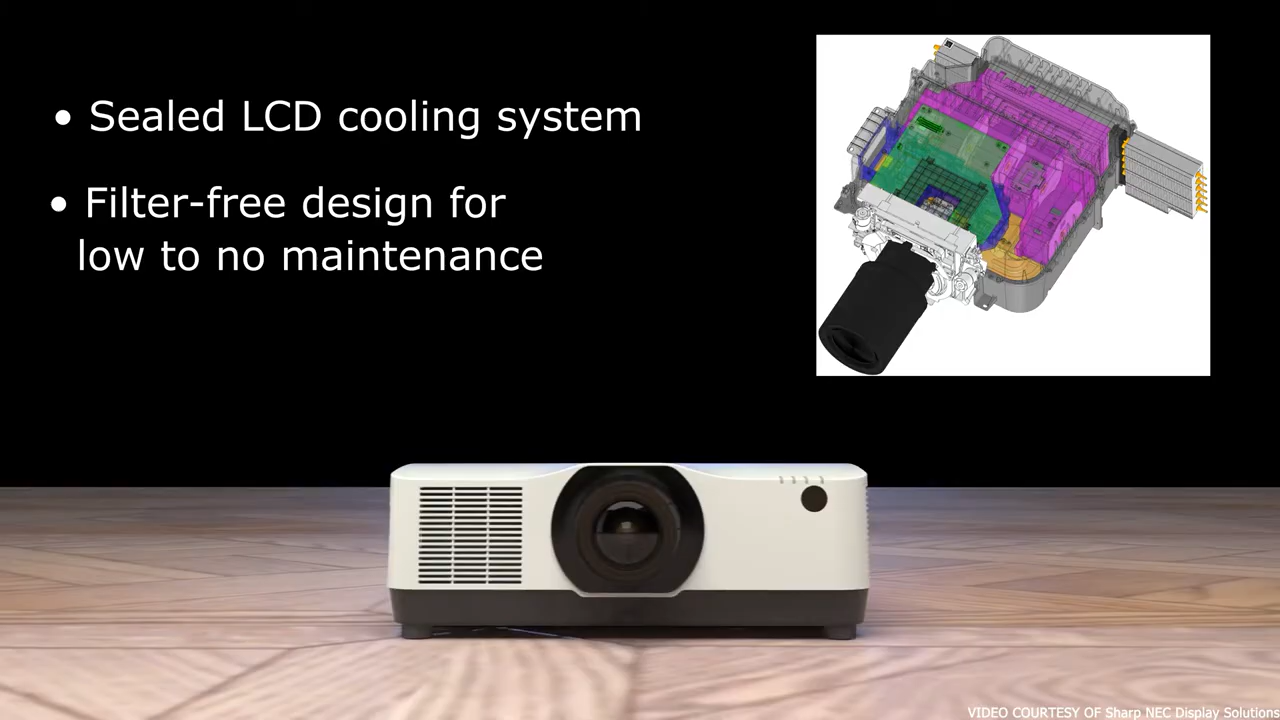 • Sealed LCD cooling system
• Filter-free design for
low to no maintenance
VIDEO COURTESY OF Sharp NEC Display Solutions